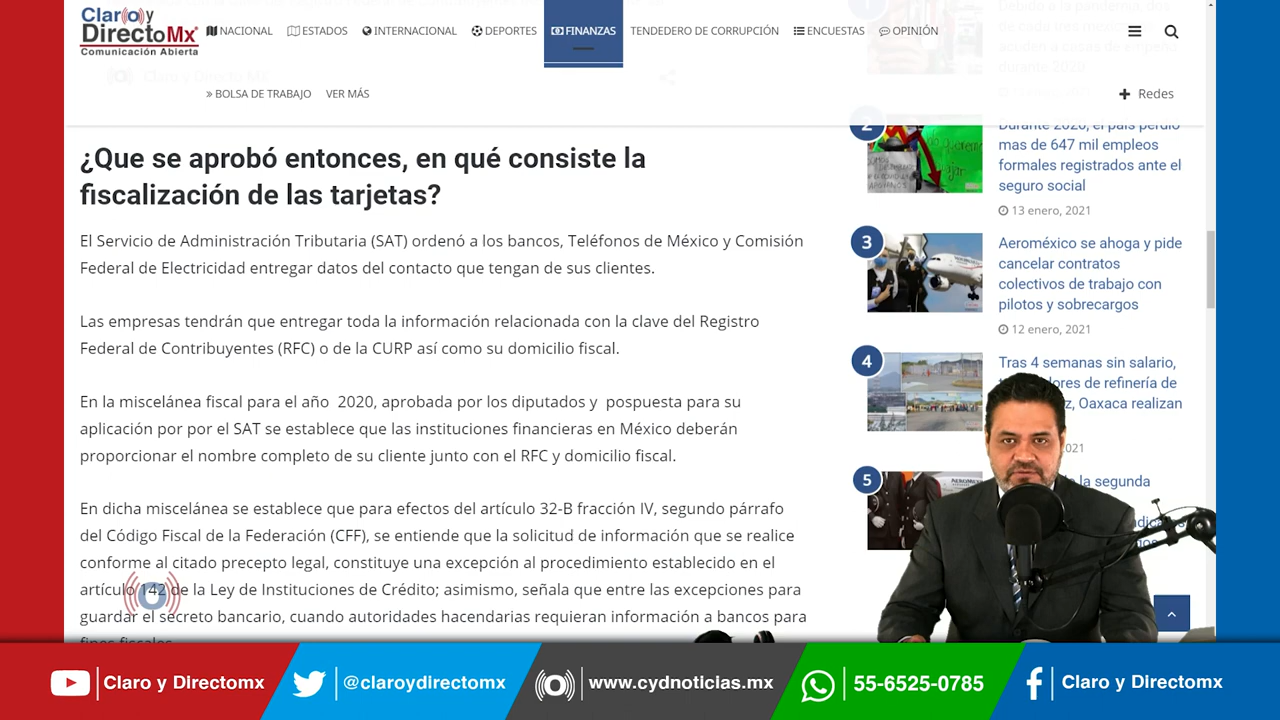 Claro y
DirectoMx
Comunicación Abierta
NACIONAL
ESTADOS
INTERNACIONAL
DEPORTES
FINANZAS
TENDEDERO DE CORRUPCIÓN
ENCUESTAS
OPINIÓN
» BOLSA DE TRABAJO
VER MÁS
Redes
Claro y Directo MX
¿Que se aprobó entonces, en qué consiste la
fiscalización de las tarjetas?
El Servicio de Administración Tributaria (SAT) ordenó a los bancos, Teléfonos de México y Comisión
Federal de Electricidad entregar datos del contacto que tengan de sus clientes.
Las empresas tendrán que entregar toda la información relacionada con la clave del Registro
Federal de Contribuyentes (RFC) o de la CURP así como su domicilio fiscal.
En la miscelánea fiscal para el año 2020, aprobada por los diputados y pospuesta para su
aplicación por por el SAT se establece que las instituciones financieras en México deberán
proporcionar el nombre completo de su cliente junto con el RFC y domicilio fiscal.
En dicha miscelánea se establece que para efectos del artículo 32-B fracción IV, segundo párrafo
del Código Fiscal de la Federación (CFF), se entiende que la solicitud de información que se realice
conforme al citado precepto legal, constituye una excepción al procedimiento establecido en el
artículo 142 de la Ley de Instituciones de Crédito; asimismo, señala que entre las excepciones para
guardar el secreto bancario, cuando autoridades hacendarias requieran información a bancos para
fines fiscales
2
Durante 2020, el país perdió
mas de 647 mil empleos
formales registrados ante el
seguro social
13 enero, 2021
3
Aeroméxico se ahoga y pide
cancelar contratos
colectivos de trabajo con
pilotos y sobrecargos
12 enero, 2021
4
Tras 4 semanas sin salario,
refinería de
Oaxaca realizan
2021
5
la segunda
Claro y Directomx
@claroydirectomx
www.cydnoticias.mx
55-6525-0785
Claro y Directomx